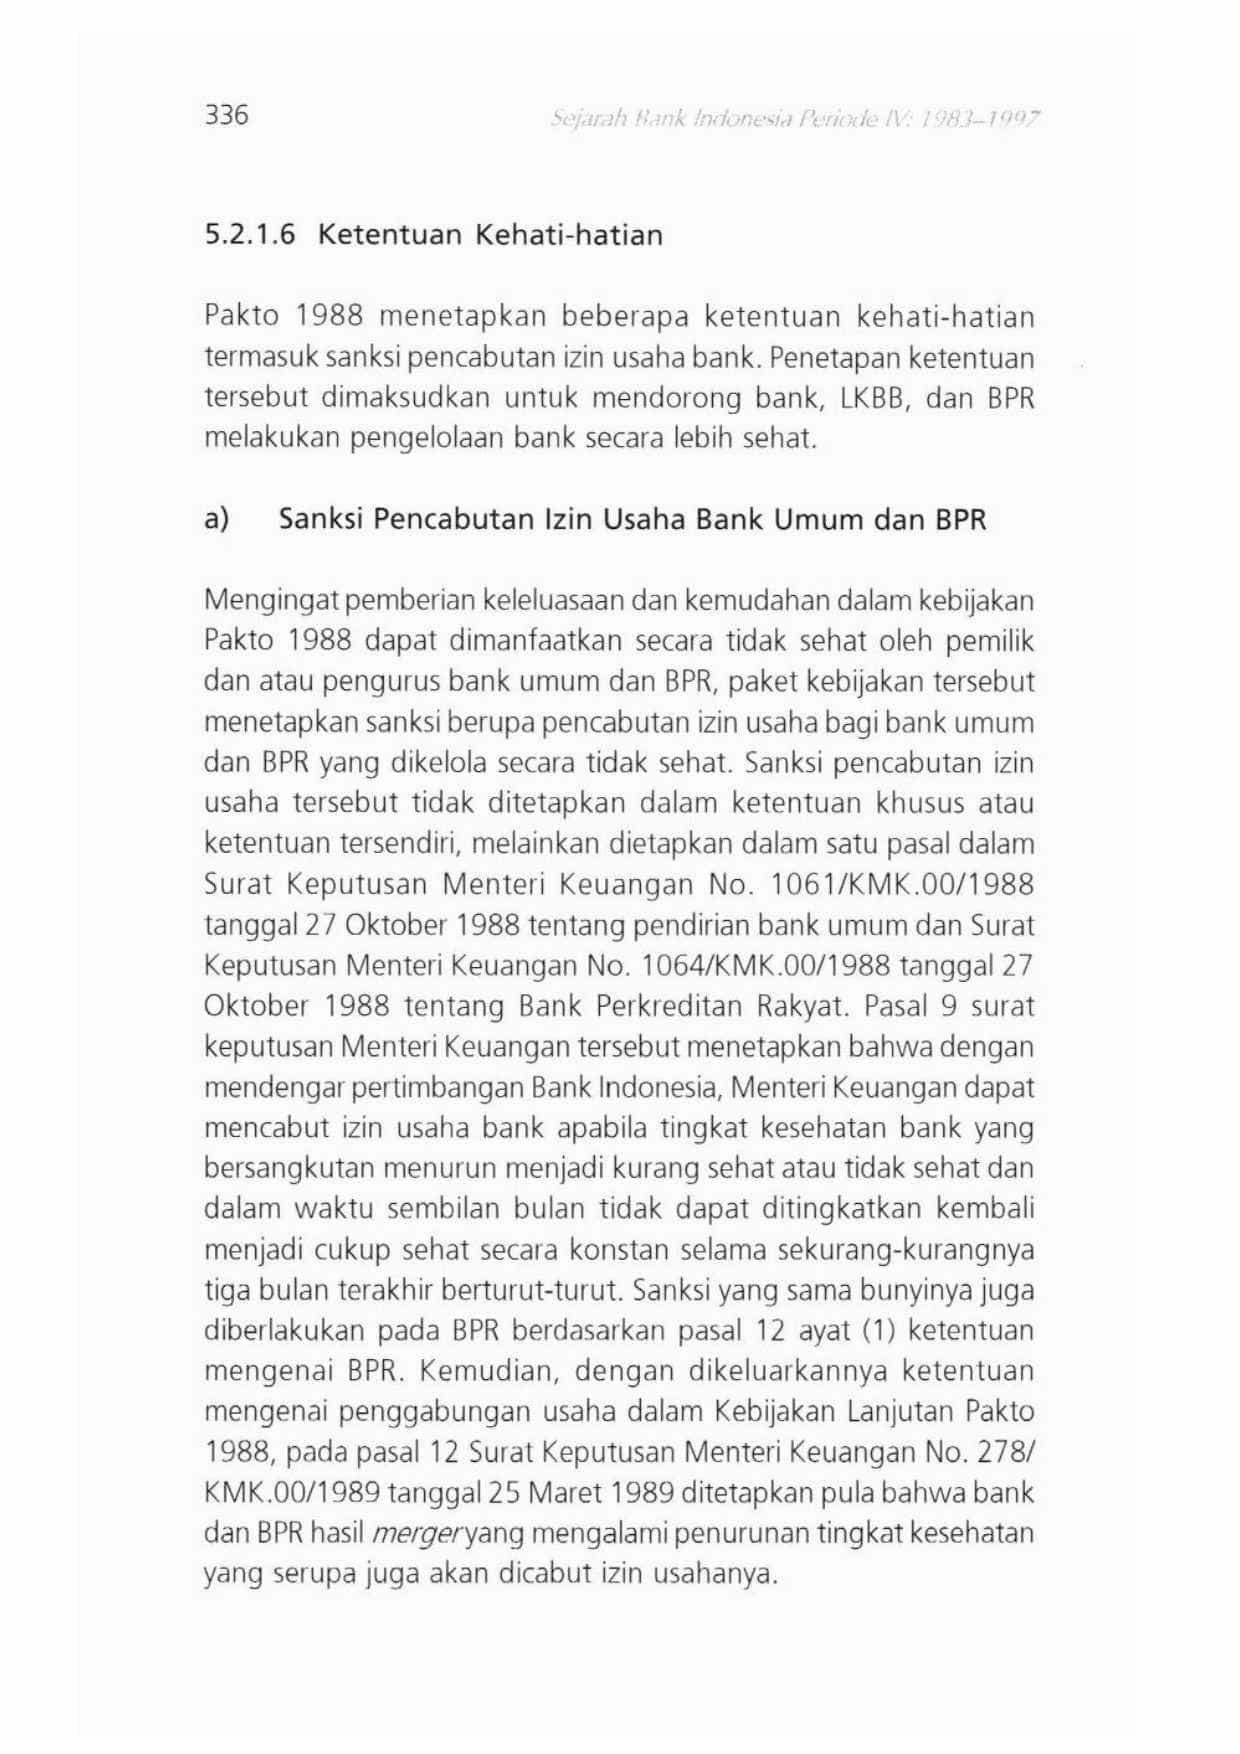 336
Sejarah Bank Indonesia Periode IV: 1983–1997
5.2.1.6 Ketentuan Kehati-hatian
Pakto 1988 menetapkan beberapa ketentuan kehati-hatian
termasuk sanksi pencabutan izin usaha bank. Penetapan ketentuan
tersebut dimaksudkan untuk mendorong bank, LKBB, dan BPR
melakukan pengelolaan bank secara lebih sehat.
a) Sanksi Pencabutan Izin Usaha Bank Umum dan BPR
Mengingat pemberian keleluasaan dan kemudahan dalam kebijakan
Pakto 1988 dapat dimanfaatkan secara tidak sehat oleh pemilik
dan atau pengurus bank umum dan BPR, paket kebijakan tersebut
menetapkan sanksi berupa pencabutan izin usaha bagi bank umum
dan BPR yang dikelola secara tidak sehat. Sanksi pencabutan izin
usaha tersebut tidak ditetapkan dalam ketentuan khusus atau
ketentuan tersendiri, melainkan dietapkan dalam satu pasal dalam
Surat Keputusan Menteri Keuangan No. 1061/KMK.00/1988
tanggal 27 Oktober 1988 tentang pendirian bank umum dan Surat
Keputusan Menteri Keuangan No. 1064/KMK.00/1988 tanggal 27
Oktober 1988 tentang Bank Perkreditan Rakyat. Pasal 9 surat
keputusan Menteri Keuangan tersebut menetapkan bahwa dengan
mendengar pertimbangan Bank Indonesia, Menteri Keuangan dapat
mencabut izin usaha bank apabila tingkat kesehatan bank yang
bersangkutan menurun menjadi kurang sehat atau tidak sehat dan
dalam waktu sembilan bulan tidak dapat ditingkatkan kembali
menjadi cukup sehat secara konstan selama sekurang-kurangnya
tiga bulan terakhir berturut-turut. Sanksi yang sama bunyinya juga
diberlakukan pada BPR berdasarkan pasal 12 ayat (1) ketentuan
mengenai BPR. Kemudian, dengan dikeluarkannya ketentuan
mengenai penggabungan usaha dalam Kebijakan Lanjutan Pakto
1988, pada pasal 12 Surat Keputusan Menteri Keuangan No. 278/
KMK.00/1989 tanggal 25 Maret 1989 ditetapkan pula bahwa bank
dan BPR hasil merger yang mengalami penurunan tingkat kesehatan
yang serupa juga akan dicabut izin usahanya.